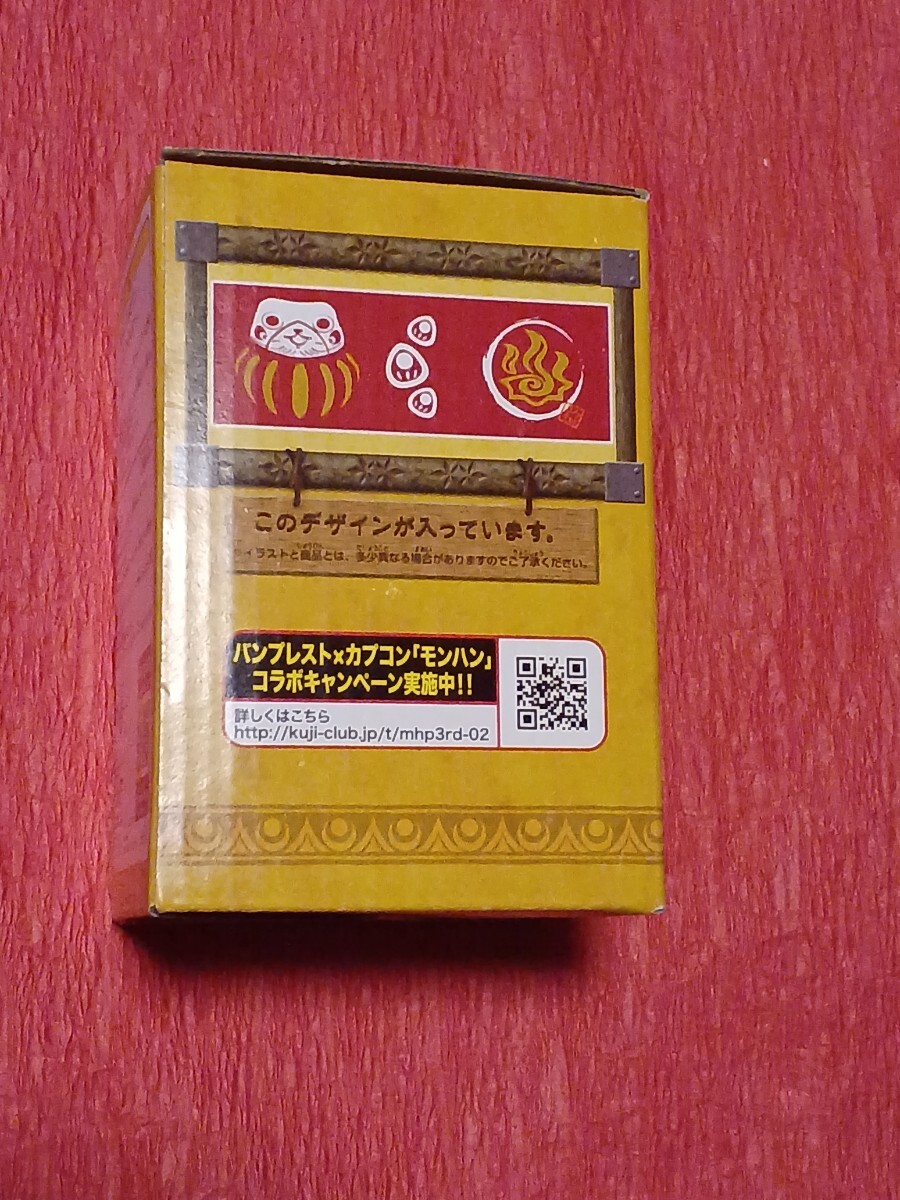 このデザインが入っています。
イラストと商品とは、多少異なる場合がありますのでご了承ください。
バンプレスト×カプコン「モンハン」
コラボキャンペーン実施中!!
詳しくはこちら
http://kuji-club.jp/t/mhp3rd-02